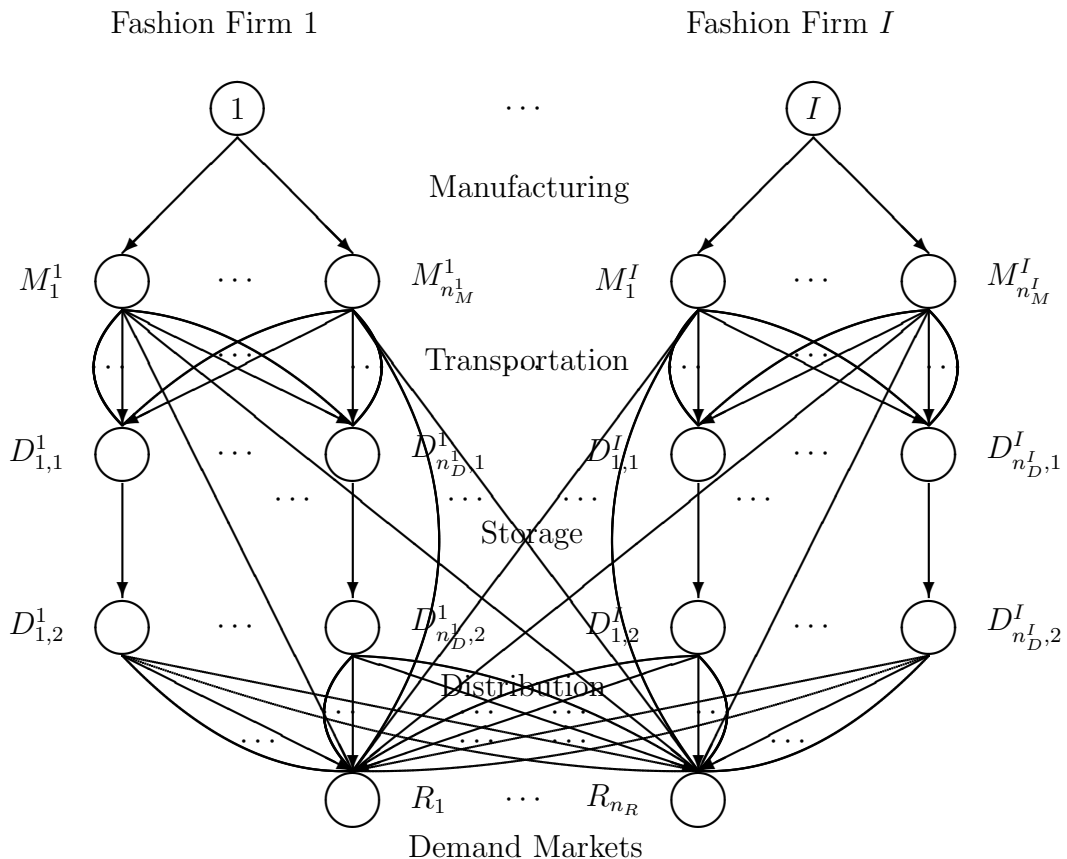 Fashion Firm 1 Fashion Firm I
1 ··· I
Manufacturing
M^1_1 ··· M^1_{n^1_M} M^I_1 ··· M^I_{n^I_M}
··· ···
·· Transportation ··· ·· ·· ··
D^1_{1,1} ··· D^1_{n^1_D,1} D^I_{1,1} ··· D^I_{n^I_D,1}
··· ··· ··· ···
Storage
D^1_{1,2} ··· D^1_{n^1_D,2} D^I_{1,2} ··· D^I_{n^I_D,2}
Distribution
··· ··· ··· ···
··· ··· ··· ···
R_1 ··· R_{n_R}
Demand Markets